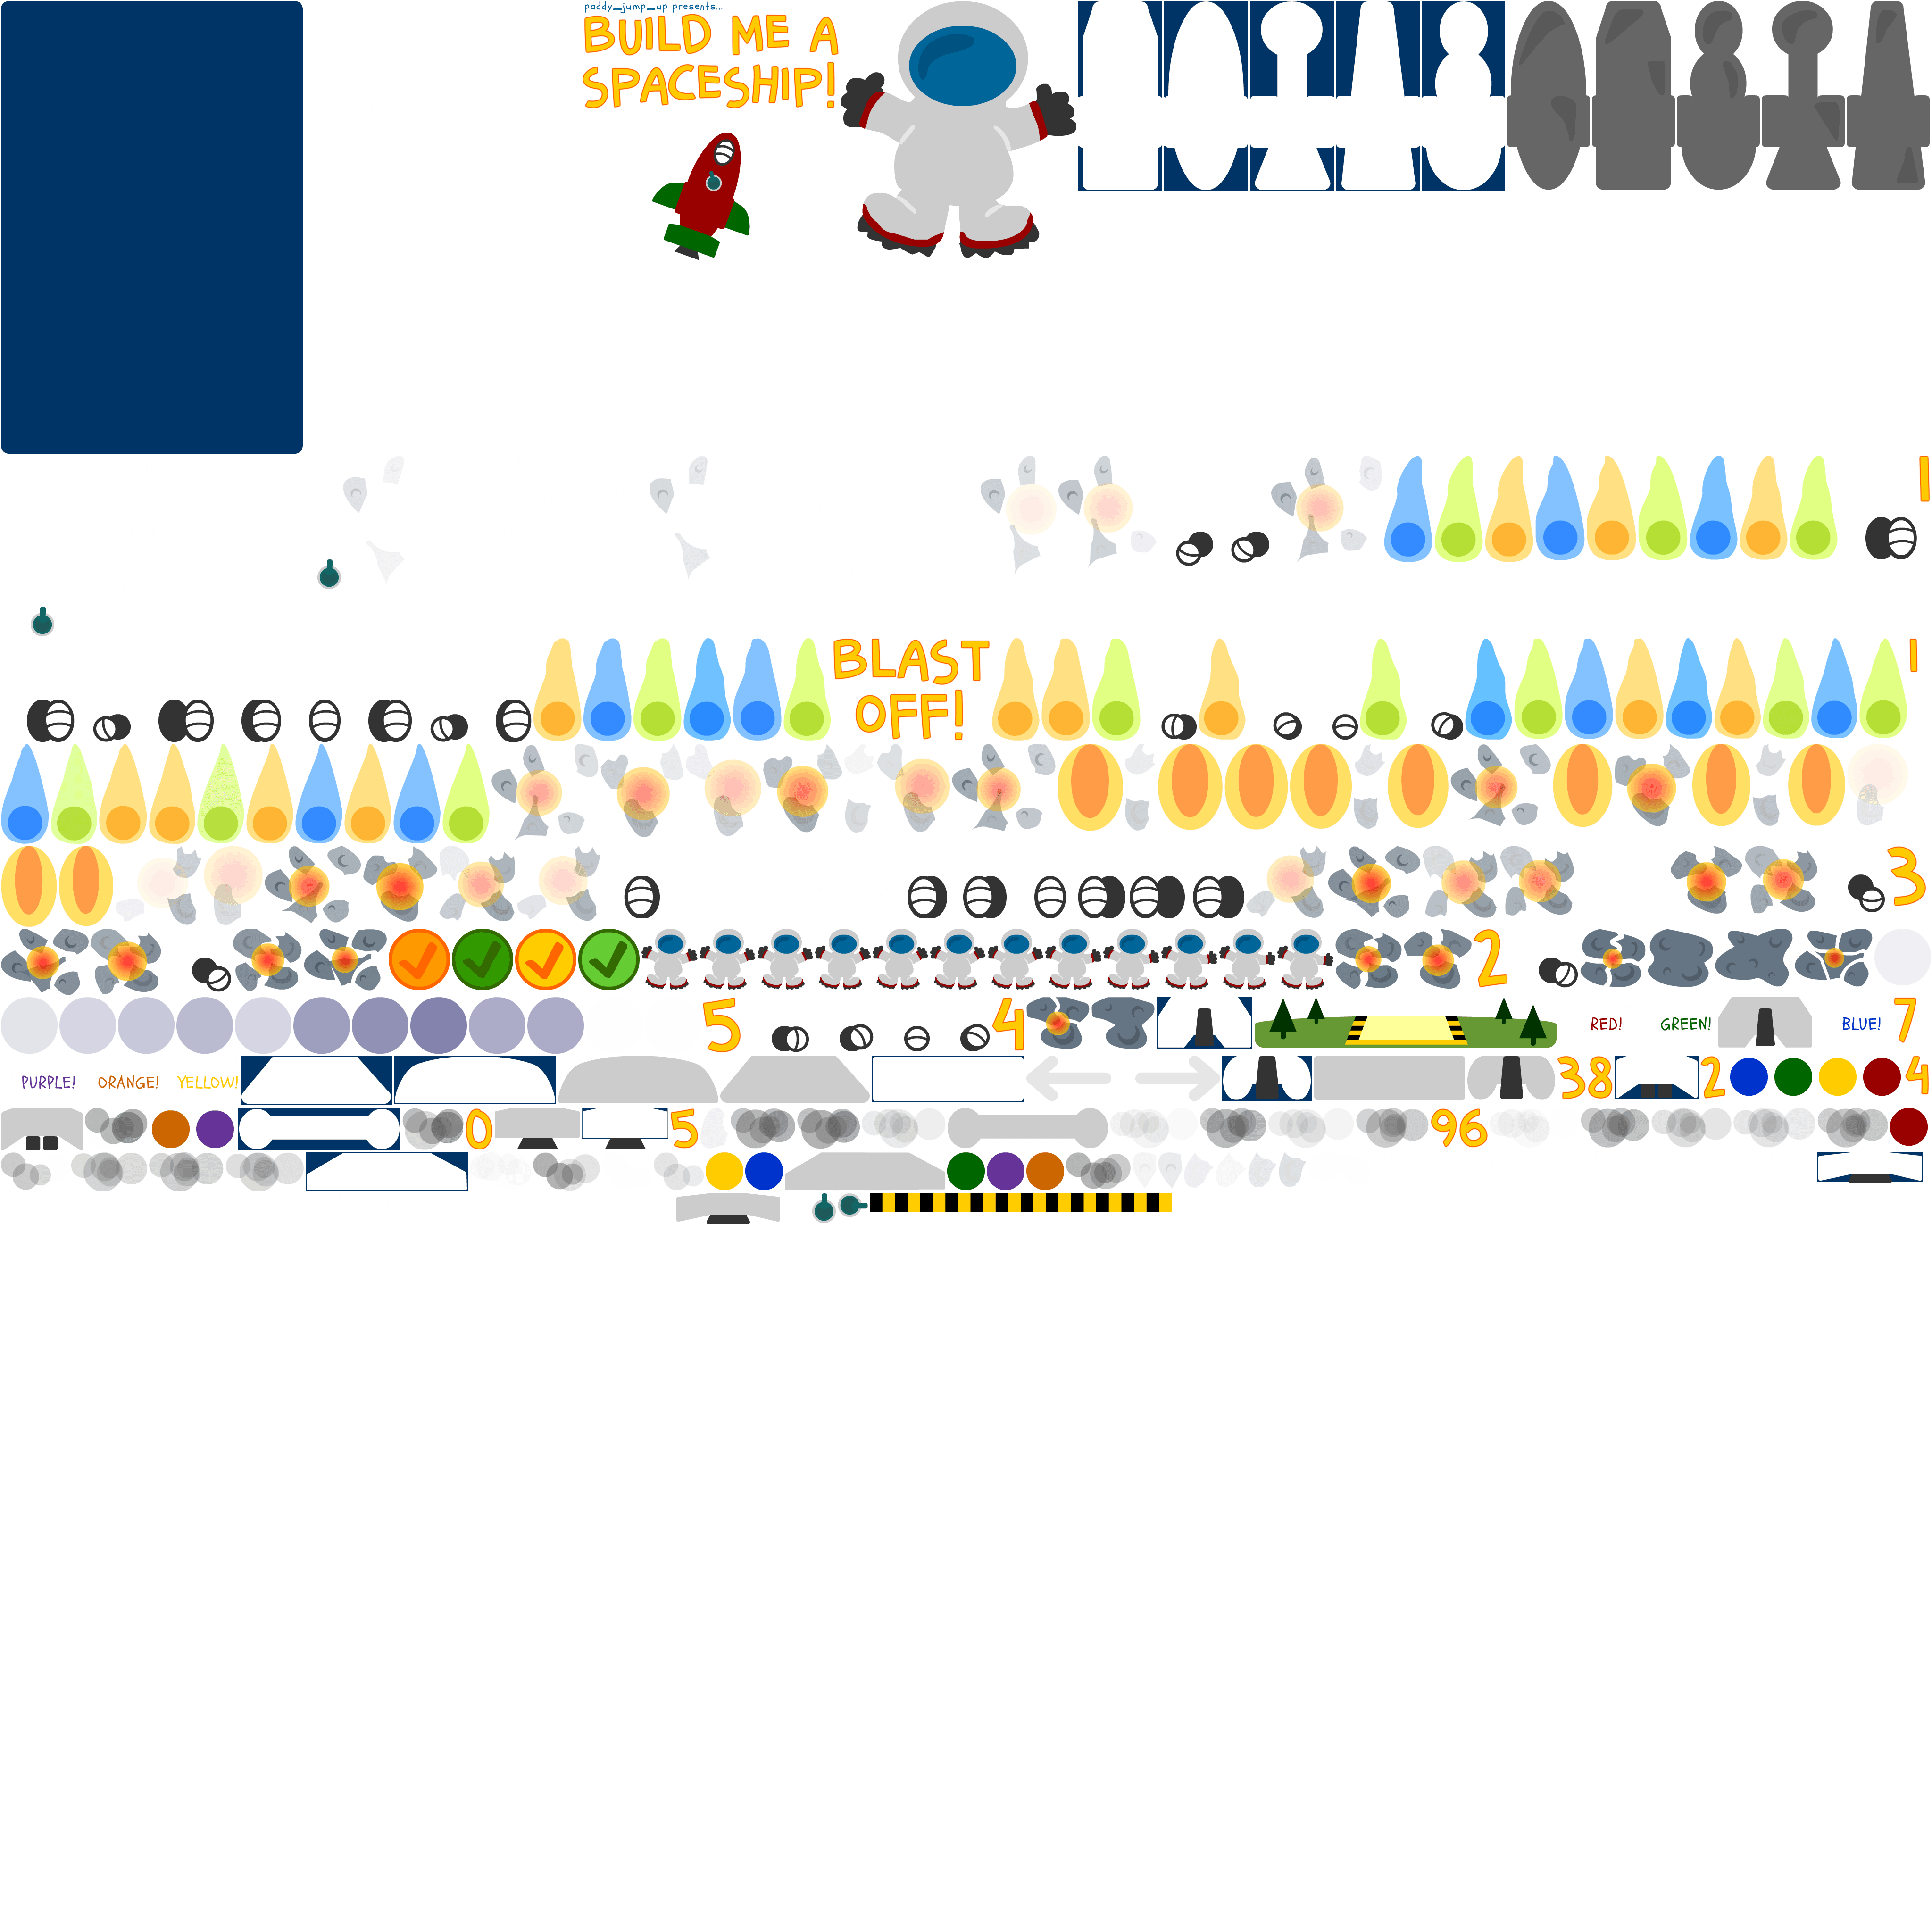 paddy_jump_up presents...
BUILD ME A
SPACESHIP!
1
BLAST
OFF!
1
3
2
5
4
RED!
GREEN!
BLUE!
7
PURPLE!
ORANGE!
YELLOW!
38
2
4
0
5
96